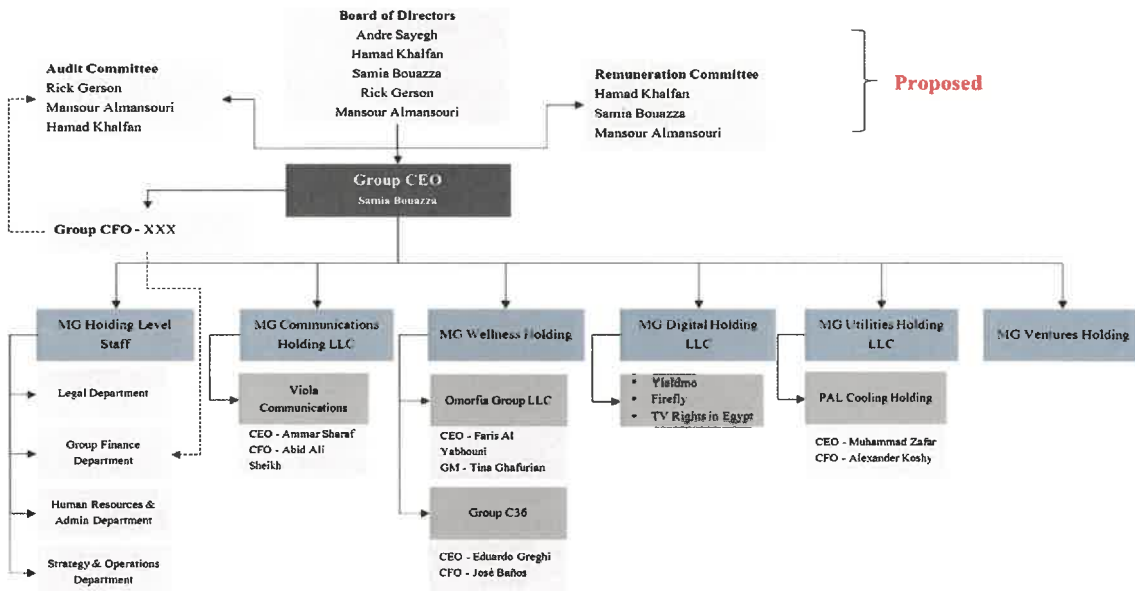 Board of Directors
Andre Sayegh
Hamad Khalfan
Samia Bouazza
Rick Gerson
Mansour Almansouri
Audit Committee
Rick Gerson
Mansour Almansouri
Hamad Khalfan
Remuneration Committee
Hamad Khalfan
Samia Bouazza
Mansour Almansouri
Proposed
Group CEO
Samia Bouazza
Group CFO - XXX
MG Holding Level
Staff
Legal Department
Group Finance
Department
Human Resources &
Admin Department
Strategy & Operations
Department
MG Communications
Holding LLC
Viola
Communications
CEO - Ammar Sharaf
CFO - Abid Ali
Sheikh
MG Wellness Holding
Omorfia Group LLC
CEO - Faris Al
Yabhouni
GM - Tina Ghafurian
Group C36
CEO - Eduardo Greghi
CFO - José Baños
MG Digital Holding
LLC
• Yieldmo
• Firefly
• TV Rights in Egypt
MG Utilities Holding
LLC
PAL Cooling Holding
CEO - Muhammad Zafar
CFO - Alexander Koshy
MG Ventures Holding